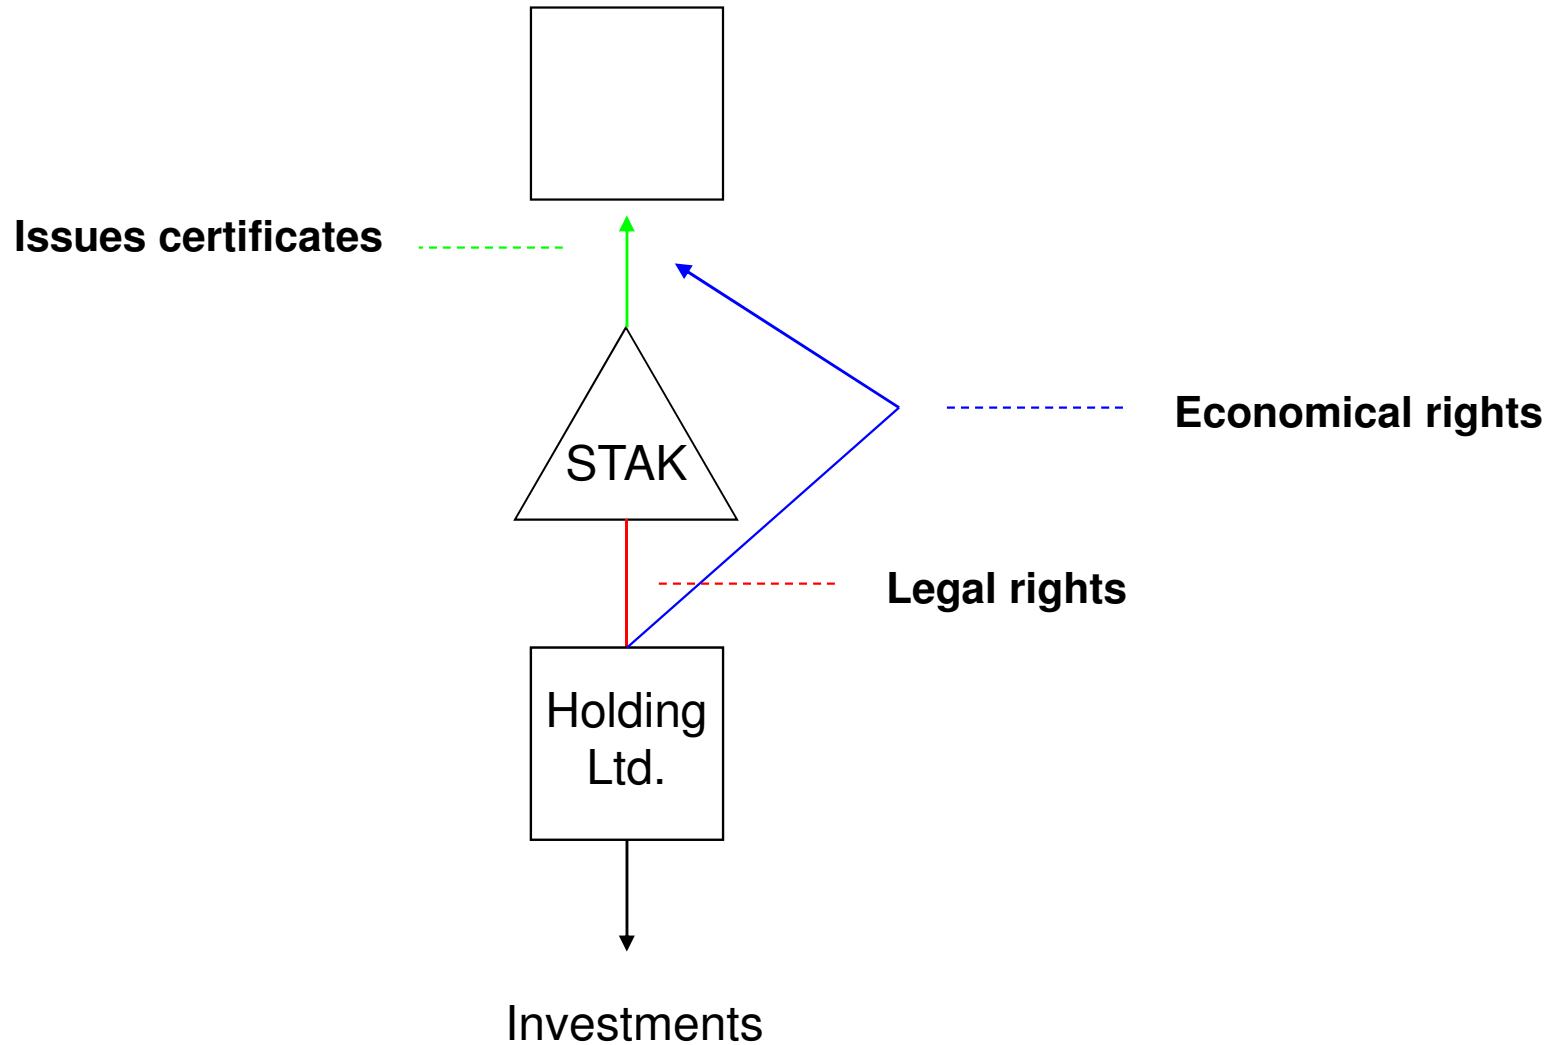 Issues certificates
Economical rights
STAK
Legal rights
Holding
Ltd.
Investments